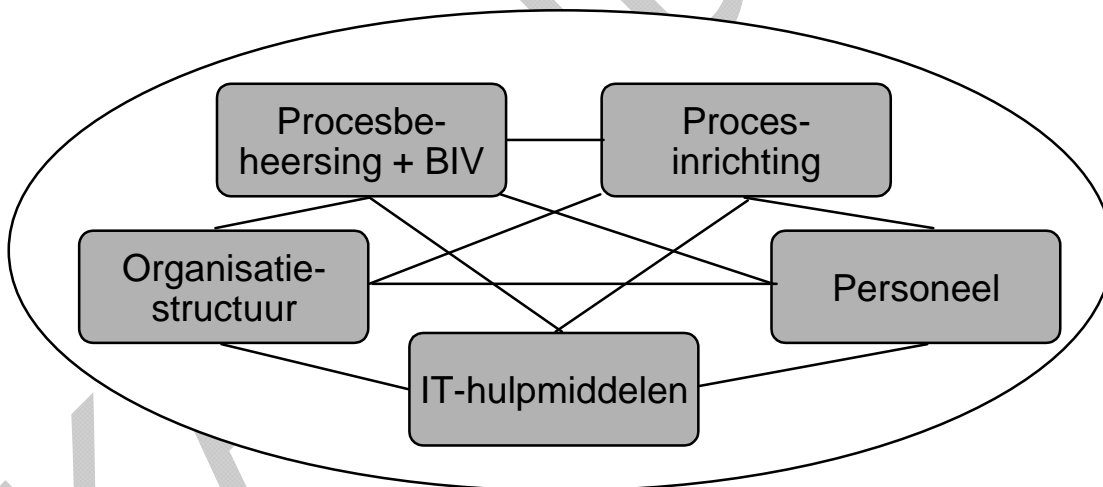 Procesbe-
heersing + BIV
Proces-
inrichting
Organisatie-
structuur
Personeel
IT-hulpmiddelen